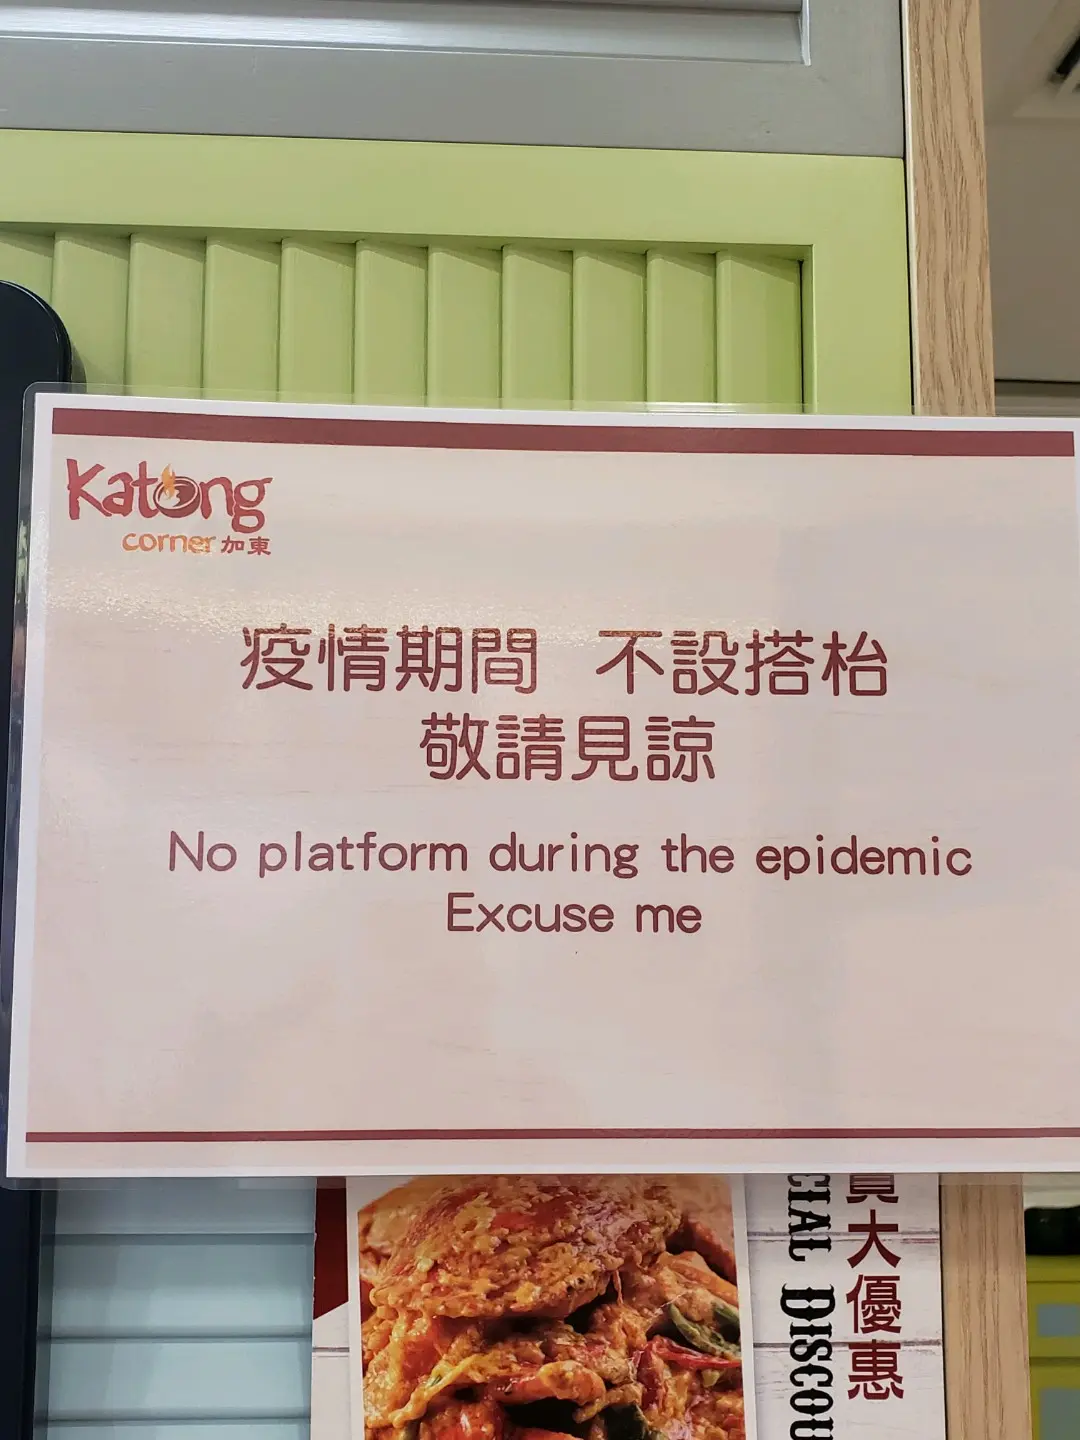 Katong
corner 加東
疫情期間 不設搭枱
敬請見諒
No platform during the epidemic
Excuse me
大優惠